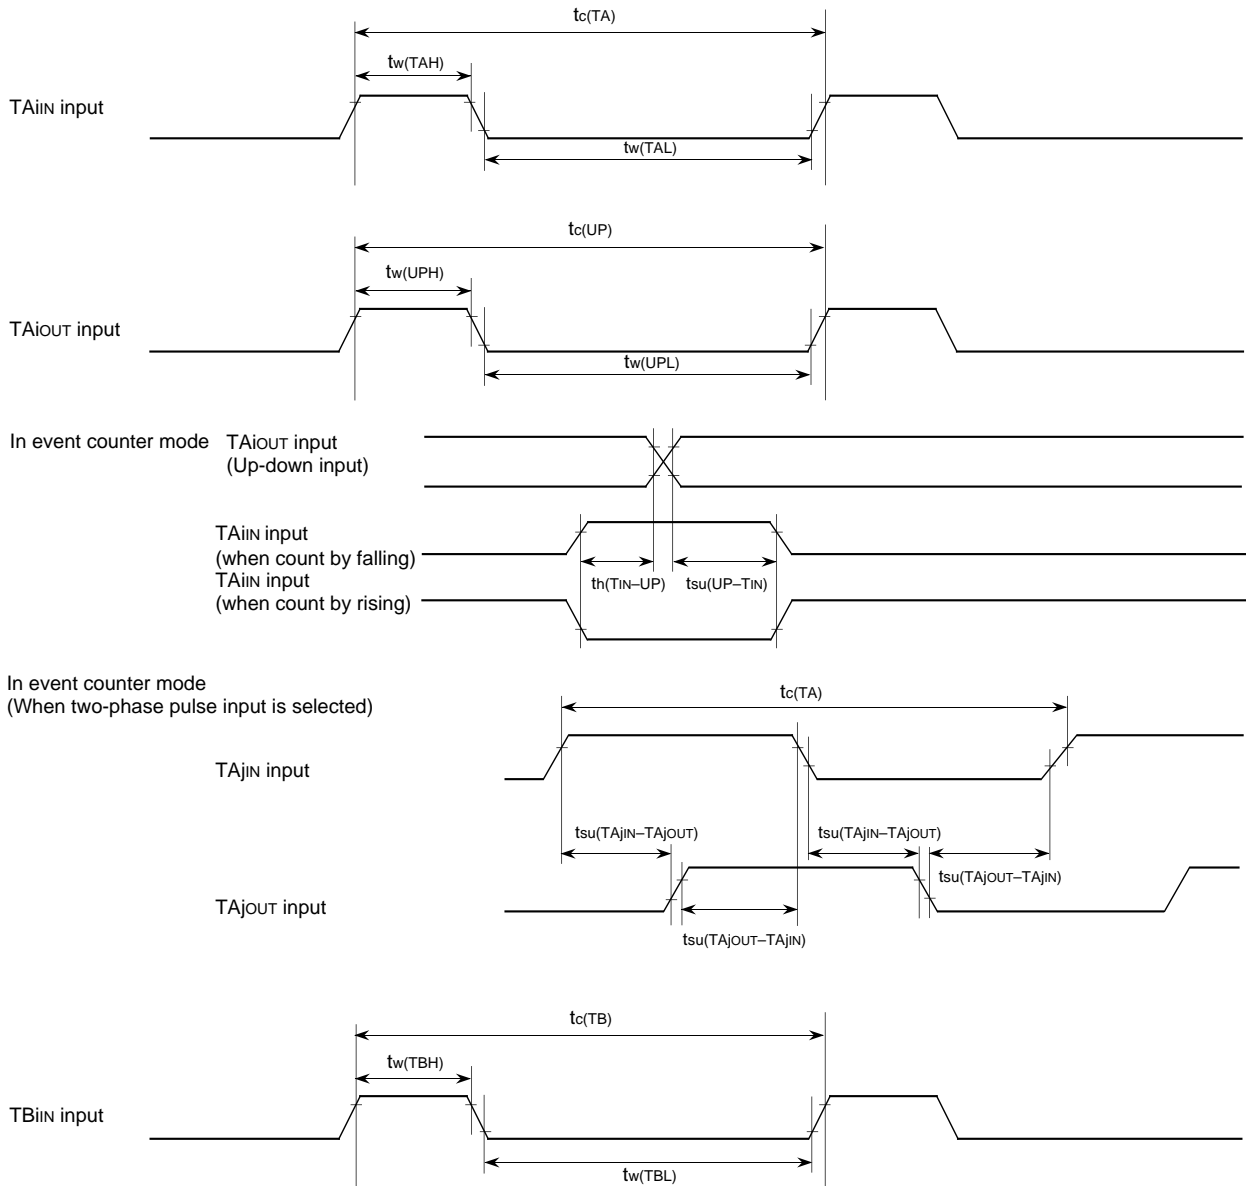 tc(TA)
tw(TAH)
TAiIN input
tw(TAL)
tc(UP)
tw(UPH)
TAiOUT input
tw(UPL)
In event counter mode
TAiOUT input
(Up-down input)
TAiIN input
(when count by falling)
th(TIN–UP)
tsu(UP–TIN)
TAiIN input
(when count by rising)
In event counter mode
(When two-phase pulse input is selected)
tc(TA)
TAjIN input
tsu(TAjIN–TAjOUT)
tsu(TAjIN–TAjOUT)
tsu(TAjOUT–TAjIN)
TAjOUT input
tsu(TAjOUT–TAjIN)
tc(TB)
tw(TBH)
TBiIN input
tw(TBL)